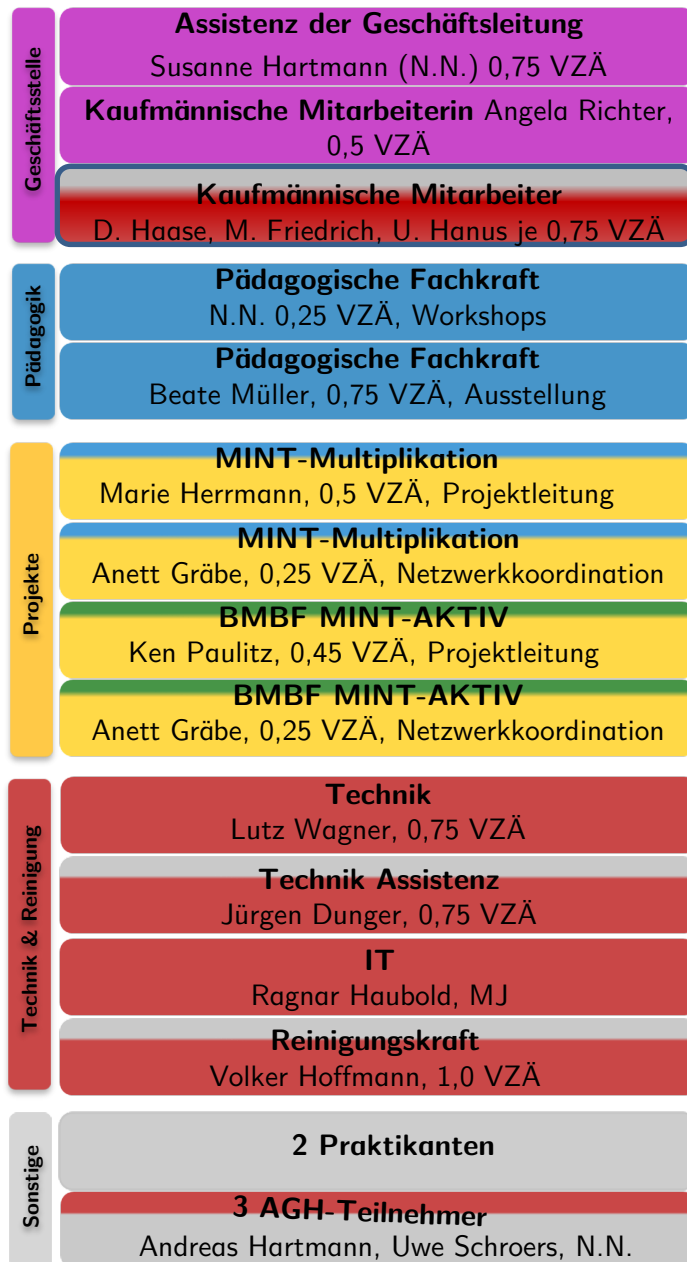 Geschäftsstelle
Assistenz der Geschäftsleitung
Susanne Hartmann (N.N.) 0,75 VZÄ
Kaufmännische Mitarbeiterin Angela Richter,
0,5 VZÄ
Kaufmännische Mitarbeiter
D. Haase, M. Friedrich, U. Hanus je 0,75 VZÄ
Pädagogik
Pädagogische Fachkraft
N.N. 0,25 VZÄ, Workshops
Pädagogische Fachkraft
Beate Müller, 0,75 VZÄ, Ausstellung
Projekte
MINT-Multiplikation
Marie Herrmann, 0,5 VZÄ, Projektleitung
MINT-Multiplikation
Anett Gräbe, 0,25 VZÄ, Netzwerkkoordination
BMBF MINT-AKTIV
Ken Paulitz, 0,45 VZÄ, Projektleitung
BMBF MINT-AKTIV
Anett Gräbe, 0,25 VZÄ, Netzwerkkoordination
Technik & Reinigung
Technik
Lutz Wagner, 0,75 VZÄ
Technik Assistenz
Jürgen Dunger, 0,75 VZÄ
IT
Ragnar Haubold, MJ
Reinigungskraft
Volker Hoffmann, 1,0 VZÄ
Sonstige
2 Praktikanten
3 AGH-Teilnehmer
Andreas Hartmann, Uwe Schroers, N.N.